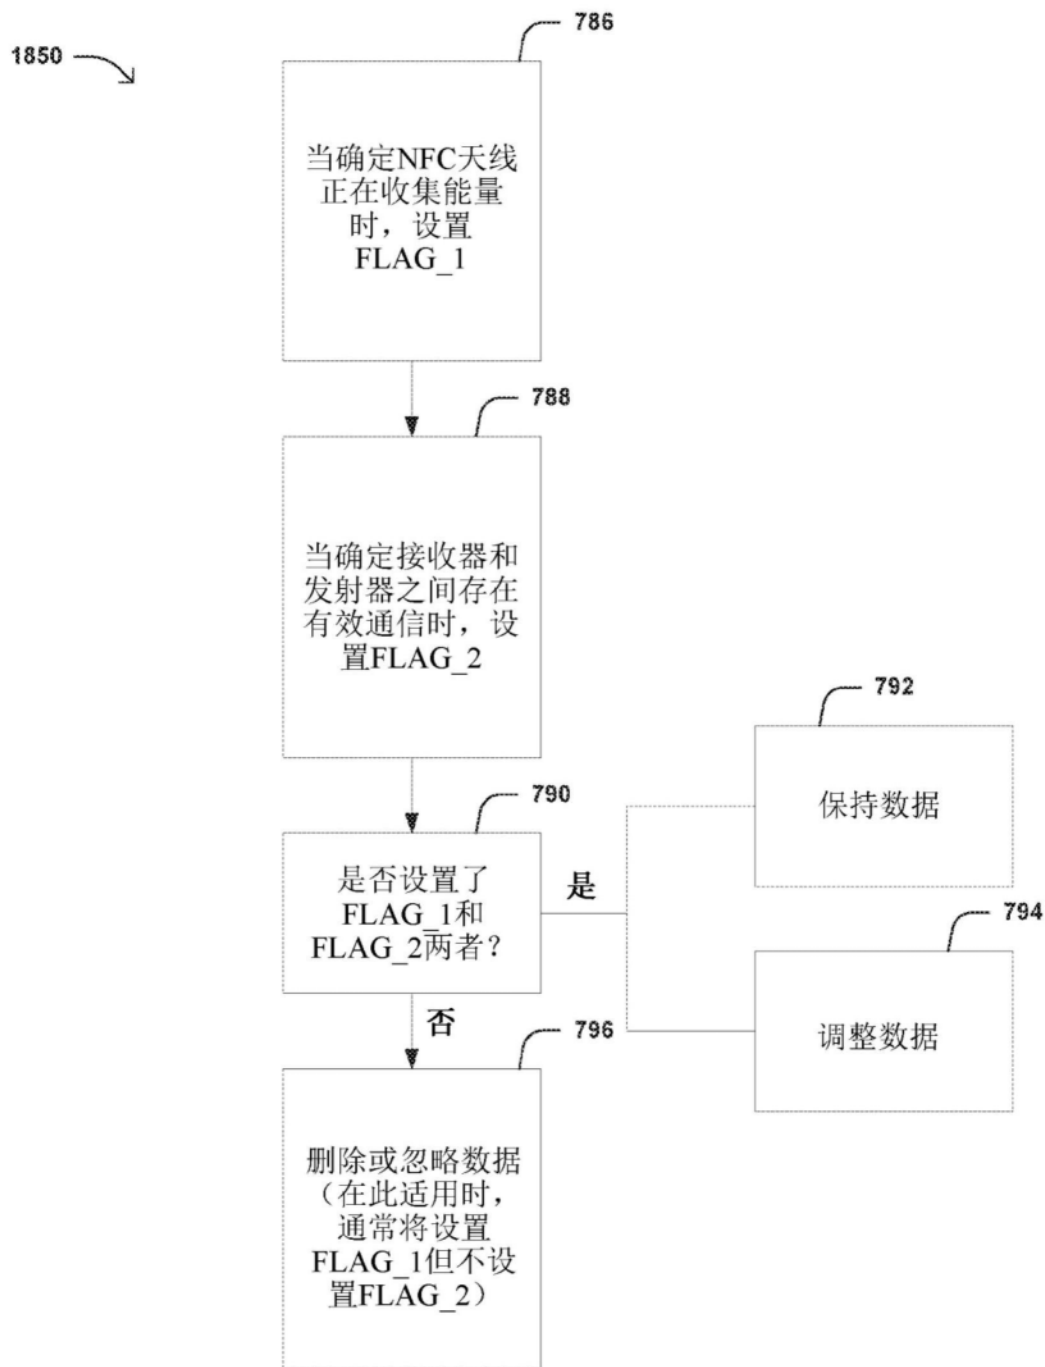 1850
786
当确定NFC天线
正在收集能量
时，设置
FLAG_1
788
当确定接收器和
发射器之间存在
有效通信时，设
置FLAG_2
790
是否设置了
FLAG_1和
FLAG_2两者？
是
792
保持数据
794
调整数据
否
796
删除或忽略数据
（在此适用时，
通常将设置
FLAG_1但不设
置FLAG_2）